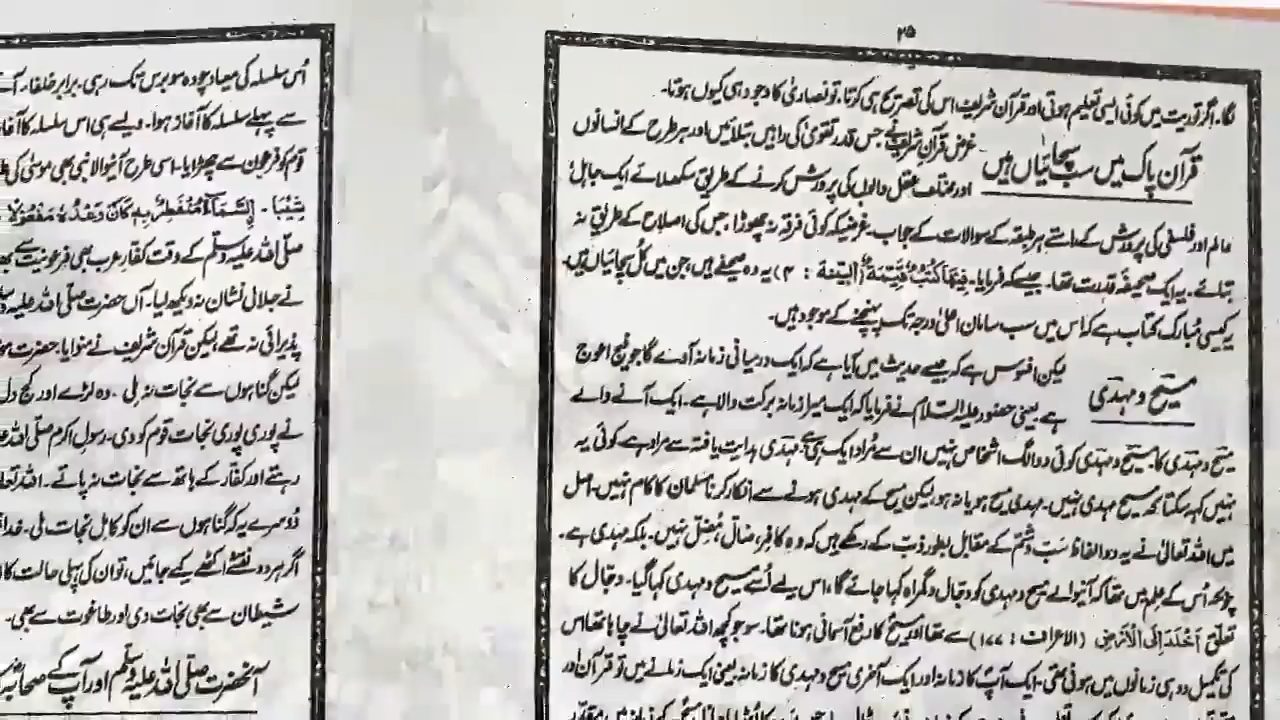 ۲۵
لگا۔ اگر توریت میں کوئی ایسی تعلیم ہوتی اور قرآن شریف اس کی تصریح ہی کرتا۔ تو نصاریٰ کا وجود ہی کیوں ہوتا۔
قرآن پاک میں سب سچائیاں ہیں
غرض قرآن شریف نے جس قدر تقویٰ کی راہیں بتلائیں اور ہر طرح کے انسانوں
اور مختلف عقل والوں کی پرورش کرنے کے طریق سکھلائے ایک جاہل،
عالم اور فلسفی کی پرورش کے راستے ہر طبقہ کے سوالات کے جواب۔ غرضیکہ کوئی فرقہ نہ چھوڑا، جس کی اصلاح کے طریق نہ
بتائے۔ یہ ایک صحیفۂ قدرت تھا۔ جیسے کہ فرمایا۔ فِيْهَا كُتُبٌ قَيِّمَةٌ (البینة : ۴) یہ وہ صحیفے ہیں جن میں کُل سچائیاں ہیں۔
یہ کیسی مُبارک کتاب ہے کہ اس میں سب سامان اعلیٰ درجہ تک پہنچنے کے موجود ہیں۔
مسیح و مہدی
لیکن افسوس ہے کہ جیسے حدیث میں آیا ہے کہ ایک درمیانی زمانہ آوے گا جو فیج اعوج
ہے یعنی حضور علیہ السلام نے فرمایا کہ ایک میرا زمانہ برکت والا ہے۔ ایک آنے والے
مسیح و مہدی کا۔ مسیح و مہدی کوئی دو الگ اشخاص نہیں ان سے مُراد ایک ہی ہے۔ مہدی ہدایت یافتہ سے مراد ہے کوئی یہ
نہیں کہہ سکتا کہ مسیح مہدی نہیں۔ مہدی مسیح ہو یا نہ ہو، لیکن مسیح کے مہدی ہونے سے انکار کرنا مسلمان کا کام نہیں۔ اصل
میں اللہ تعالیٰ نے یہ دو الفاظ سَبّ و شتم کے مقابل بطور ذبّ کے رکھے ہیں کہ وہ کافر، ضال، مُضِل نہیں۔ بلکہ مہدی ہے۔
چونکہ اُس کے علم میں تھا کہ آنیوالے مسیح و مہدی کو دجال و گمراہ کہا جائے گا، اس لیے اُسے مسیح و مہدی کہا گیا۔ دجال کا
تعلق اَخْلَدَ اِلَى الْاَرْضِ (الاعراف : ۱۷۷) سے تھا اور مسیح کا رفع آسمانی ہونا تھا۔ سو جو کچھ اللہ تعالیٰ نے چاہا تھا اس
کی تکمیل دو ہی زمانوں میں ہونی تھی۔ ایک آپؐ کا زمانہ اور ایک آخری مسیح و مہدی کا زمانہ یعنی ایک زمانے میں تو قرآن اور
اُس سلسلہ کی میعاد چودہ سو برس تک رہی۔ برابر خلفاء
سے پہلے سلسلہ کا آغاز ہوا۔ ویسے ہی اس سلسلہ کا آغاز
قوم کو فرعون سے چھڑایا۔ اسی طرح آنیوالا نبی بھی موسیٰ کی
شِيْبًا۔ اِلسَّمَآءُ مُنْفَطِرٌ بِهٖ كَانَ وَعْدُهٗ مَفْعُوْلًا
صلّی اللہ علیہ وسلم کے وقت کفار عرب بھی فرعونیت سے
نے جلالی نشان نہ دیکھ لیا۔ آں حضرت صلّی اللہ علیہ
پذیرائی نہ تھے لیکن قرآن شریف نے منوایا۔ حضرت
لیکن گناہوں سے نجات نہ ملی۔ وہ لڑے اور کج دل
نے پوری پوری نجات قوم کو دی۔ رسول اکرم صلّی اللہ
رہتے اور کفار کے ہاتھ سے نجات نہ پاتے۔ اللہ تعا
دُوسرے یہ کہ گناہوں سے ان کو کامل نجات ملی۔
اگر ہر دو نقشے اکٹھے کیے جائیں، تو ان کی پہلی حالت کا
شیطان سے بھی نجات دی اور طاغوت سے بھی۔
آنحضرت صلّی اللہ علیہ وسلم اور آپ کے صحابہ